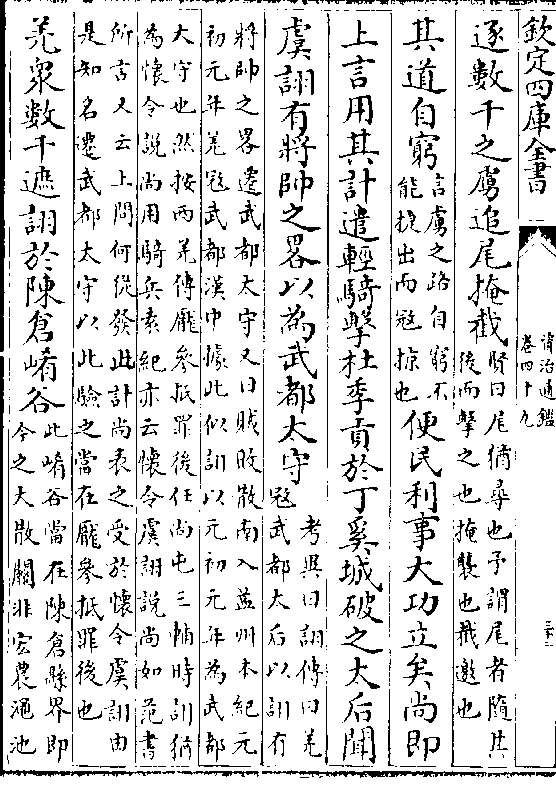 欽定四庫全書
資治通鑑
卷四十九
逐數千之虜追尾掩截
賢曰尾猶尋也予謂尾者隨其
後而擊之也掩襲也截邀也
其道自窮
言虜之路自窮不
能復出而寇掠也
便民利事大功立矣尚即
上言用其計遣輕騎擊杜季貢於丁奚城破之太后聞
虞詡有將帥之畧以為武都太守
考異曰詡傳曰羌
寇武都太后以詡有
將帥之畧遷武都太守又曰賊敗散南入益州本紀元
初元年羌寇武都漢中據此似詡以元初元年為武都
太守也然按西羌傳龎參抵罪後任尚屯三輔時詡猶
為懷令說尚用騎兵袁紀亦云懷令虞詡說尚如范書
所言又云上問何從發此計尚表之受於懷令虞詡由
是知名遷武都太守以此驗之當在龎參抵罪後也
羌衆數千遮詡於陳倉崤谷
此崤谷當在陳倉縣界即
今之大散關非宏農澠池